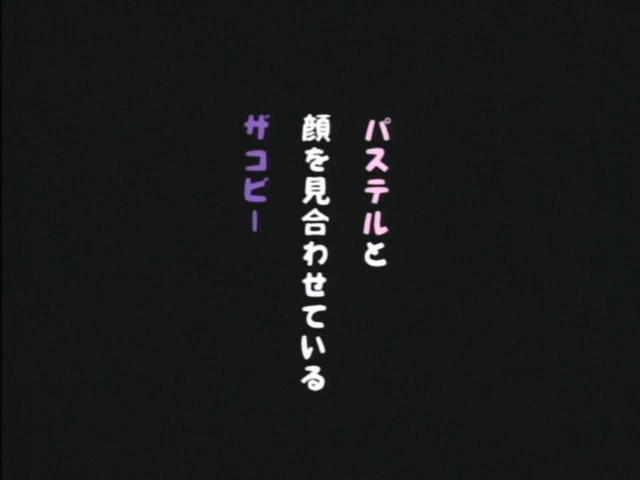 パステルと
顔を見合わせている
ザコビー